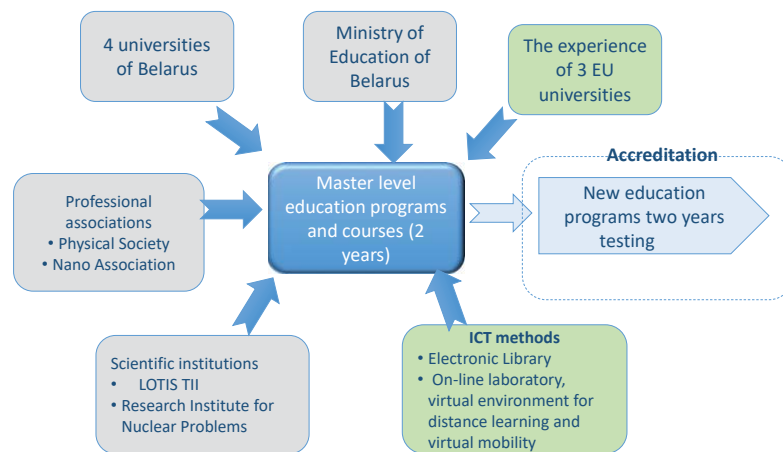 4 universities
of Belarus
Ministry of
Education of
Belarus
The experience
of 3 EU
universities
Professional
associations
• Physical Society
• Nano Association
Master level
education programs
and courses (2
years)
Accreditation
New education
programs two years
testing
Scientific institutions
• LOTIS TII
• Research Institute for
Nuclear Problems
ICT methods
• Electronic Library
• On-line laboratory,
virtual environment for
distance learning and
virtual mobility